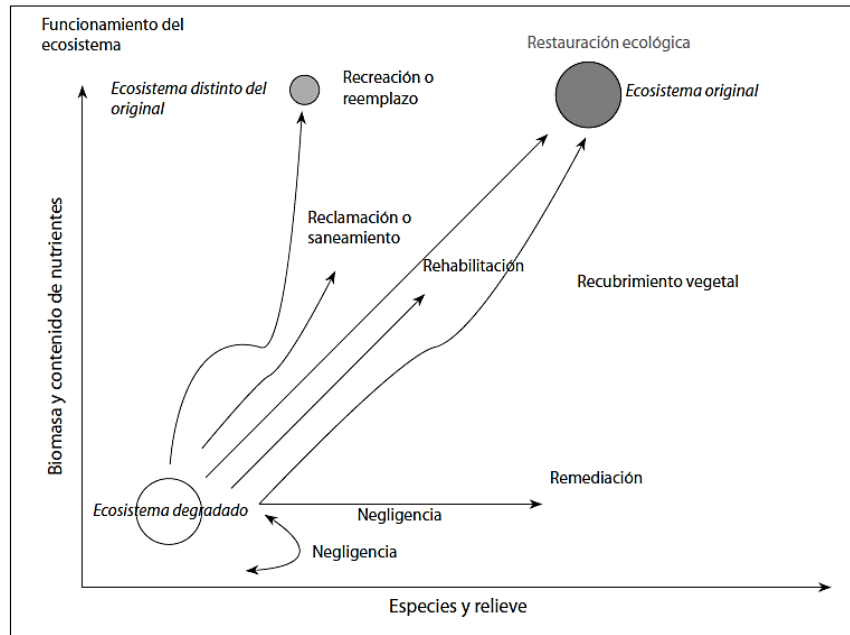 Funcionamiento del
ecosistema
Restauración ecológica
Ecosistema distinto del
original
Recreación o
reemplazo
Ecosistema original
Reclamación o
saneamiento
Rehabilitación
Recubrimiento vegetal
Biomasa y contenido de nutrientes
Remediación
Ecosistema degradado
Negligencia
Negligencia
Especies y relieve